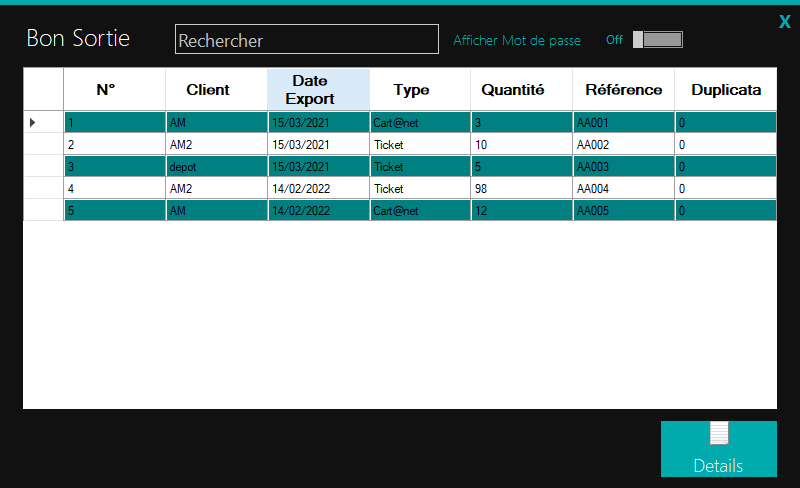 X
Bon Sortie Rechercher Afficher Mot de passe Off
N° Client Date Export Type Quantité Référence Duplicata
1 AM 15/03/2021 Cart@net 3 AA001 0
2 AM2 15/03/2021 Ticket 10 AA002 0
3 depot 15/03/2021 Ticket 5 AA003 0
4 AM2 14/02/2022 Ticket 98 AA004 0
5 AM 14/02/2022 Cart@net 12 AA005 0
Details